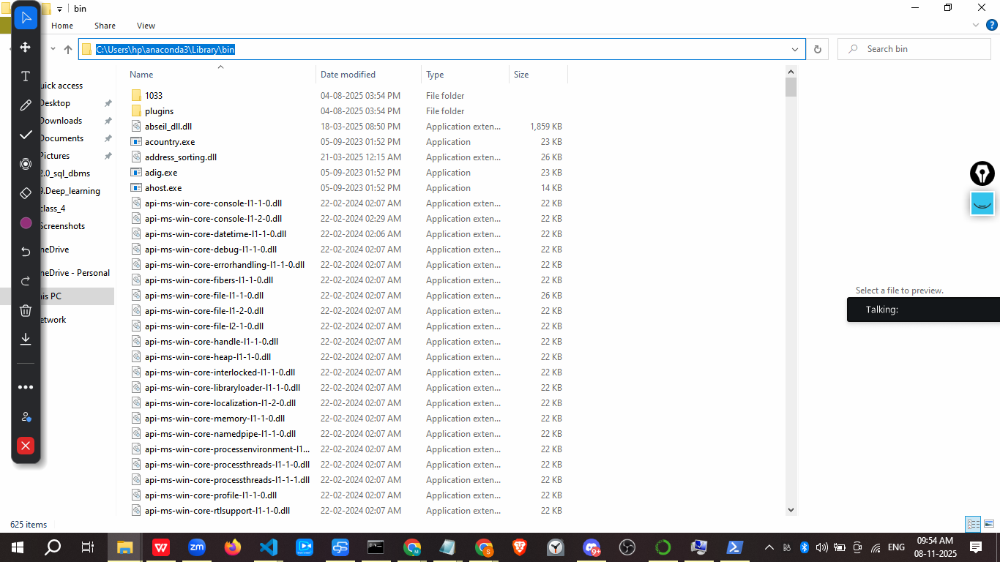 bin
Home Share View
C:\Users\hp\anaconda3\Library\bin
Search bin
Name Date modified Type Size
uick access
Desktop
Downloads
Documents
Pictures
2.0_sql_dbms
9.Deep_learning
class_4
Screenshots
neDrive
neDrive - Personal
his PC
etwork
1033 04-08-2025 03:54 PM File folder
plugins 04-08-2025 03:54 PM File folder
abseil_dll.dll 18-03-2025 08:50 PM Application exten... 1,859 KB
acountry.exe 05-09-2023 01:52 PM Application 23 KB
address_sorting.dll 21-03-2025 12:15 AM Application exten... 26 KB
adig.exe 05-09-2023 01:52 PM Application 23 KB
ahost.exe 05-09-2023 01:52 PM Application 14 KB
api-ms-win-core-console-l1-1-0.dll 22-02-2024 02:07 AM Application exten... 22 KB
api-ms-win-core-console-l1-2-0.dll 22-02-2024 02:29 AM Application exten... 22 KB
api-ms-win-core-datetime-l1-1-0.dll 22-02-2024 02:06 AM Application exten... 22 KB
api-ms-win-core-debug-l1-1-0.dll 22-02-2024 02:07 AM Application exten... 22 KB
api-ms-win-core-errorhandling-l1-1-0.dll 22-02-2024 02:07 AM Application exten... 22 KB
api-ms-win-core-fibers-l1-1-0.dll 22-02-2024 02:07 AM Application exten... 22 KB
api-ms-win-core-file-l1-1-0.dll 22-02-2024 02:07 AM Application exten... 26 KB
api-ms-win-core-file-l1-2-0.dll 22-02-2024 02:07 AM Application exten... 22 KB
api-ms-win-core-file-l2-1-0.dll 22-02-2024 02:07 AM Application exten... 22 KB
api-ms-win-core-handle-l1-1-0.dll 22-02-2024 02:07 AM Application exten... 22 KB
api-ms-win-core-heap-l1-1-0.dll 22-02-2024 02:07 AM Application exten... 22 KB
api-ms-win-core-interlocked-l1-1-0.dll 22-02-2024 02:07 AM Application exten... 22 KB
api-ms-win-core-libraryloader-l1-1-0.dll 22-02-2024 02:07 AM Application exten... 22 KB
api-ms-win-core-localization-l1-2-0.dll 22-02-2024 02:07 AM Application exten... 22 KB
api-ms-win-core-memory-l1-1-0.dll 22-02-2024 02:07 AM Application exten... 22 KB
api-ms-win-core-namedpipe-l1-1-0.dll 22-02-2024 02:07 AM Application exten... 22 KB
api-ms-win-core-processenvironment-l1... 22-02-2024 02:07 AM Application exten... 22 KB
api-ms-win-core-processthreads-l1-1-0.dll 22-02-2024 02:07 AM Application exten... 22 KB
api-ms-win-core-processthreads-l1-1-1.dll 22-02-2024 02:07 AM Application exten... 22 KB
api-ms-win-core-profile-l1-1-0.dll 22-02-2024 02:07 AM Application exten... 22 KB
api-ms-win-core-rtlsupport-l1-1-0.dll 22-02-2024 02:07 AM Application exten... 22 KB
Select a file to preview.
Talking:
625 items
zm
9+
ENG
09:54 AM
08-11-2025